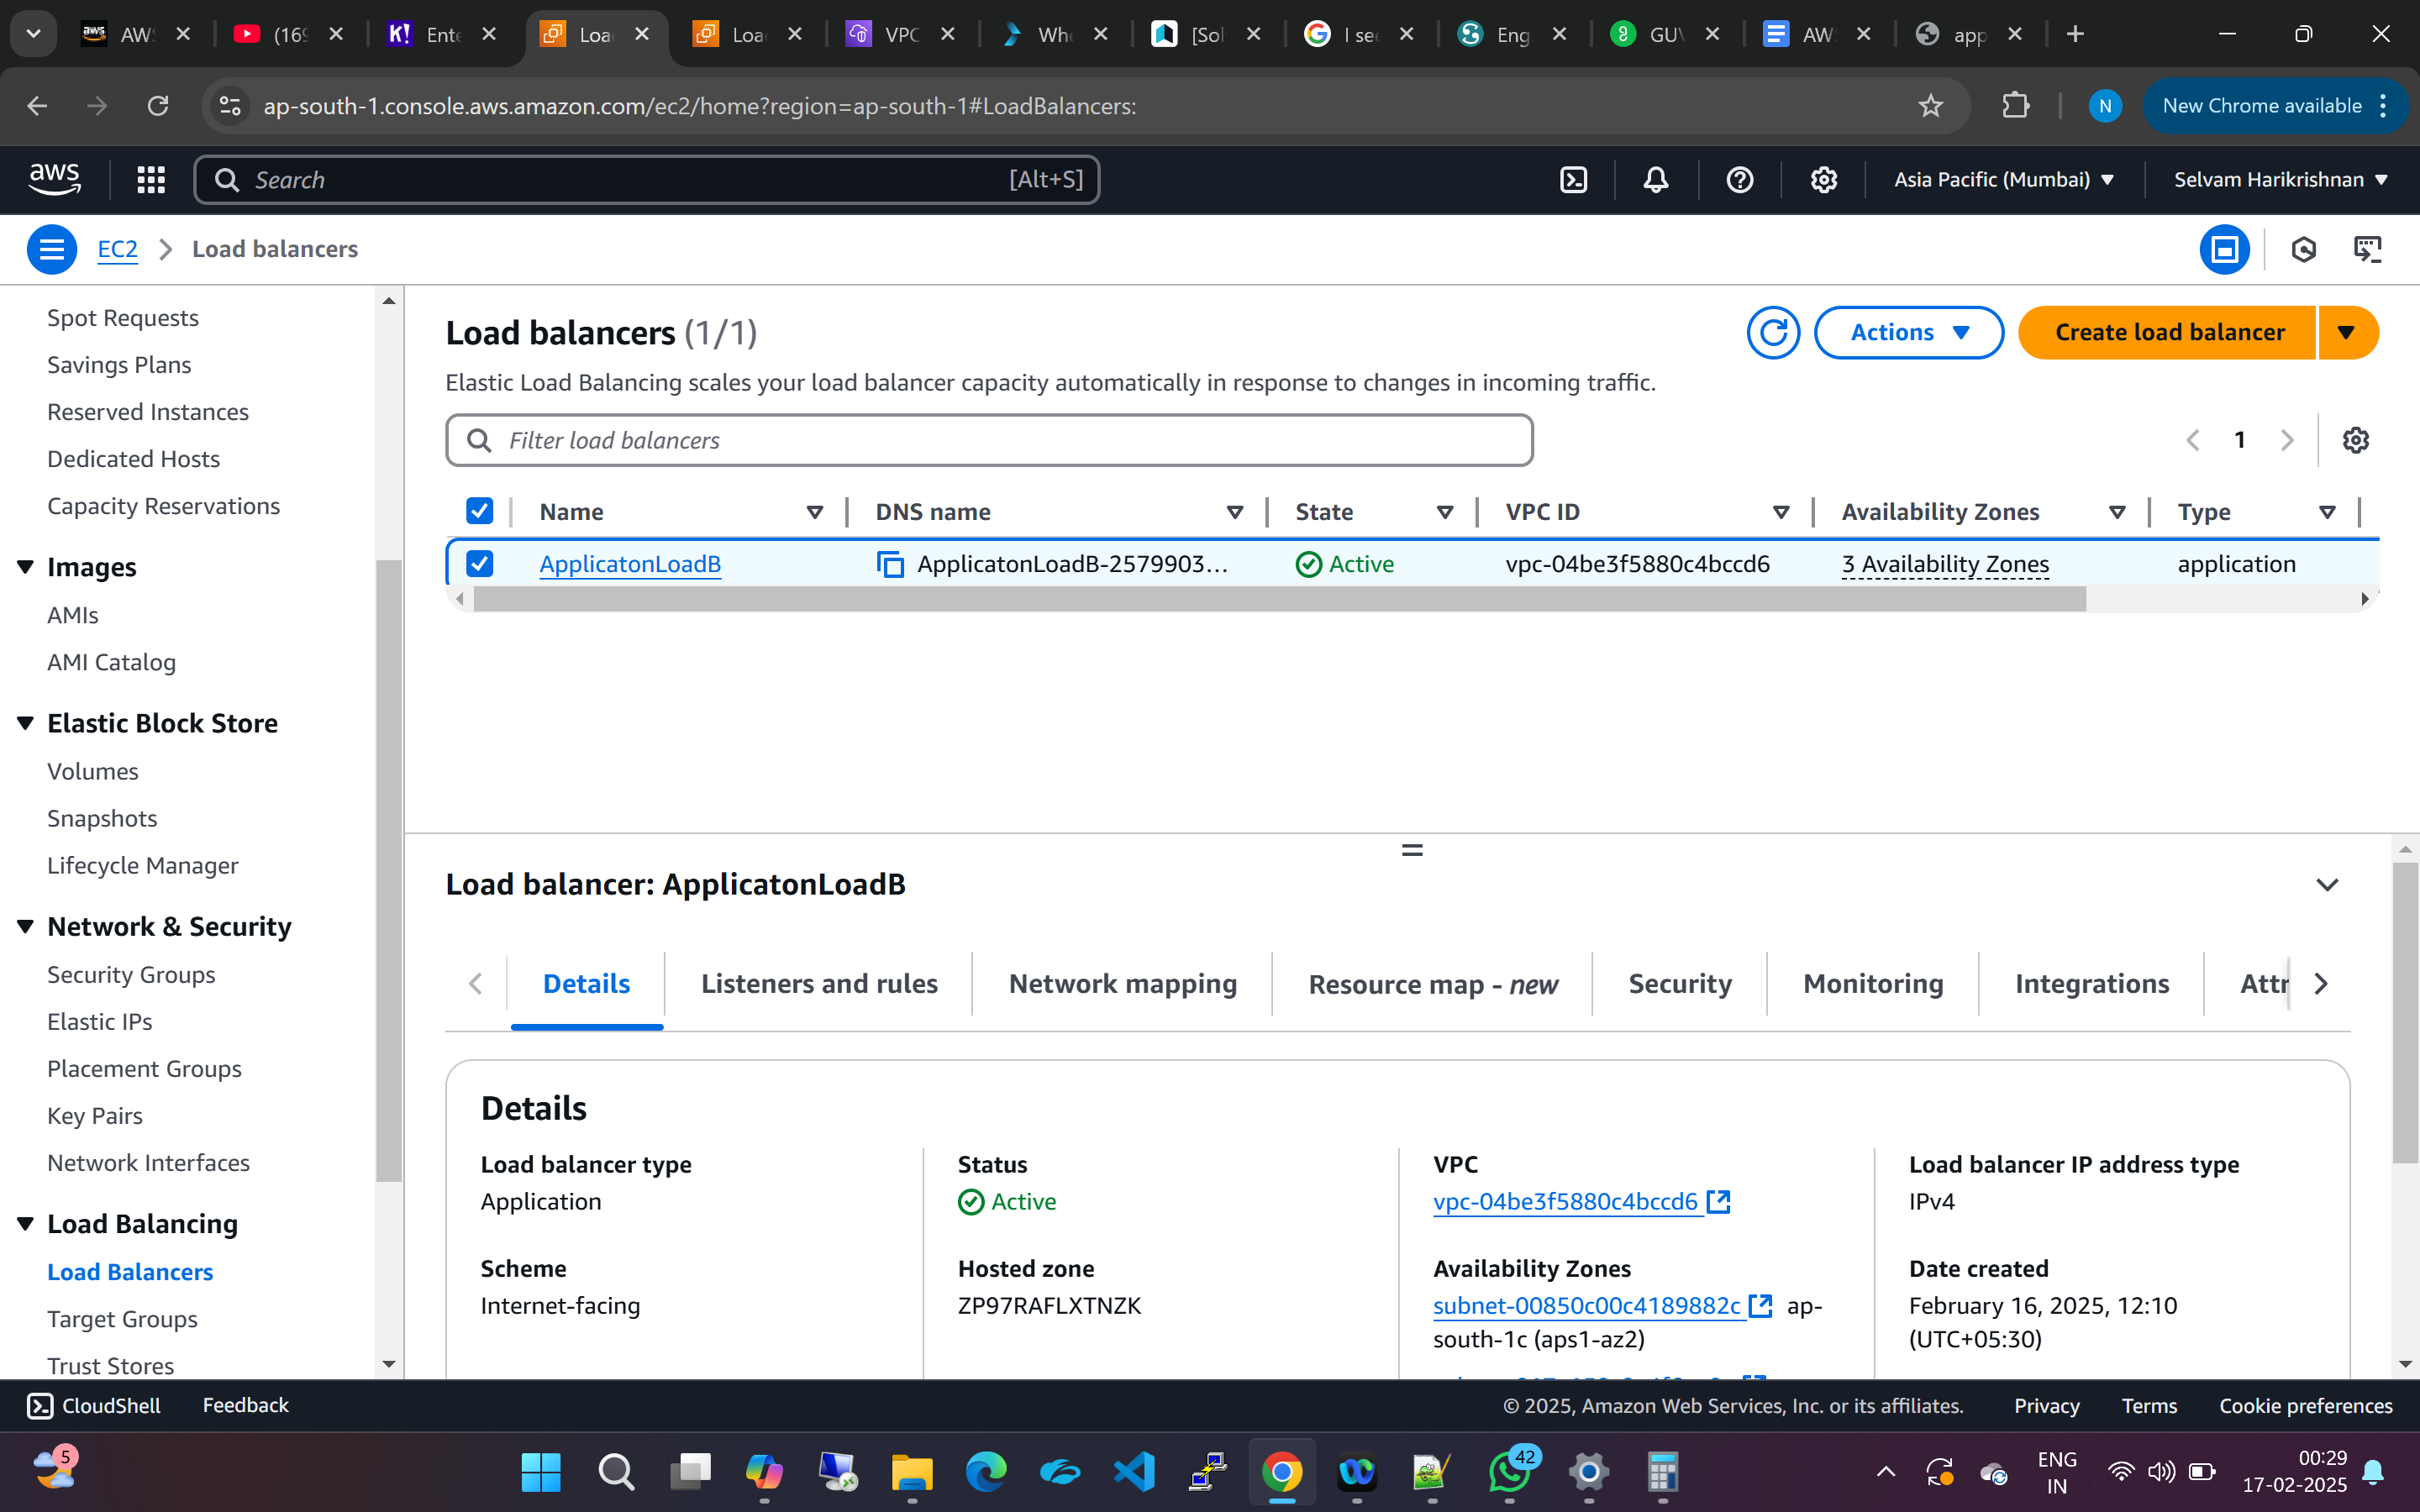 AWS
(169
K! Ente
Loa
Loa
VPC
Whe
[Sol
I see
Eng
GUV
AW
app
ap-south-1.console.aws.amazon.com/ec2/home?region=ap-south-1#LoadBalancers:
N
New Chrome available
aws
Search
[Alt+S]
Asia Pacific (Mumbai)
Selvam Harikrishnan
EC2
Load balancers
Spot Requests
Savings Plans
Reserved Instances
Dedicated Hosts
Capacity Reservations
Images
AMIs
AMI Catalog
Elastic Block Store
Volumes
Snapshots
Lifecycle Manager
Network & Security
Security Groups
Elastic IPs
Placement Groups
Key Pairs
Network Interfaces
Load Balancing
Load Balancers
Target Groups
Trust Stores
Load balancers (1/1)
Actions
Create load balancer
Elastic Load Balancing scales your load balancer capacity automatically in response to changes in incoming traffic.
Filter load balancers
1
Name DNS name State VPC ID Availability Zones Type
ApplicatonLoadB ApplicatonLoadB-2579903... Active vpc-04be3f5880c4bccd6 3 Availability Zones application
Load balancer: ApplicatonLoadB
Details Listeners and rules Network mapping Resource map - new Security Monitoring Integrations Attr
Details
Load balancer type
Application
Status
Active
VPC
vpc-04be3f5880c4bccd6
Load balancer IP address type
IPv4
Scheme
Internet-facing
Hosted zone
ZP97RAFLXTNZK
Availability Zones
subnet-00850c00c4189882c ap-
south-1c (aps1-az2)
Date created
February 16, 2025, 12:10
(UTC+05:30)
CloudShell Feedback
© 2025, Amazon Web Services, Inc. or its affiliates. Privacy Terms Cookie preferences
5
42
ENG
IN
00:29
17-02-2025